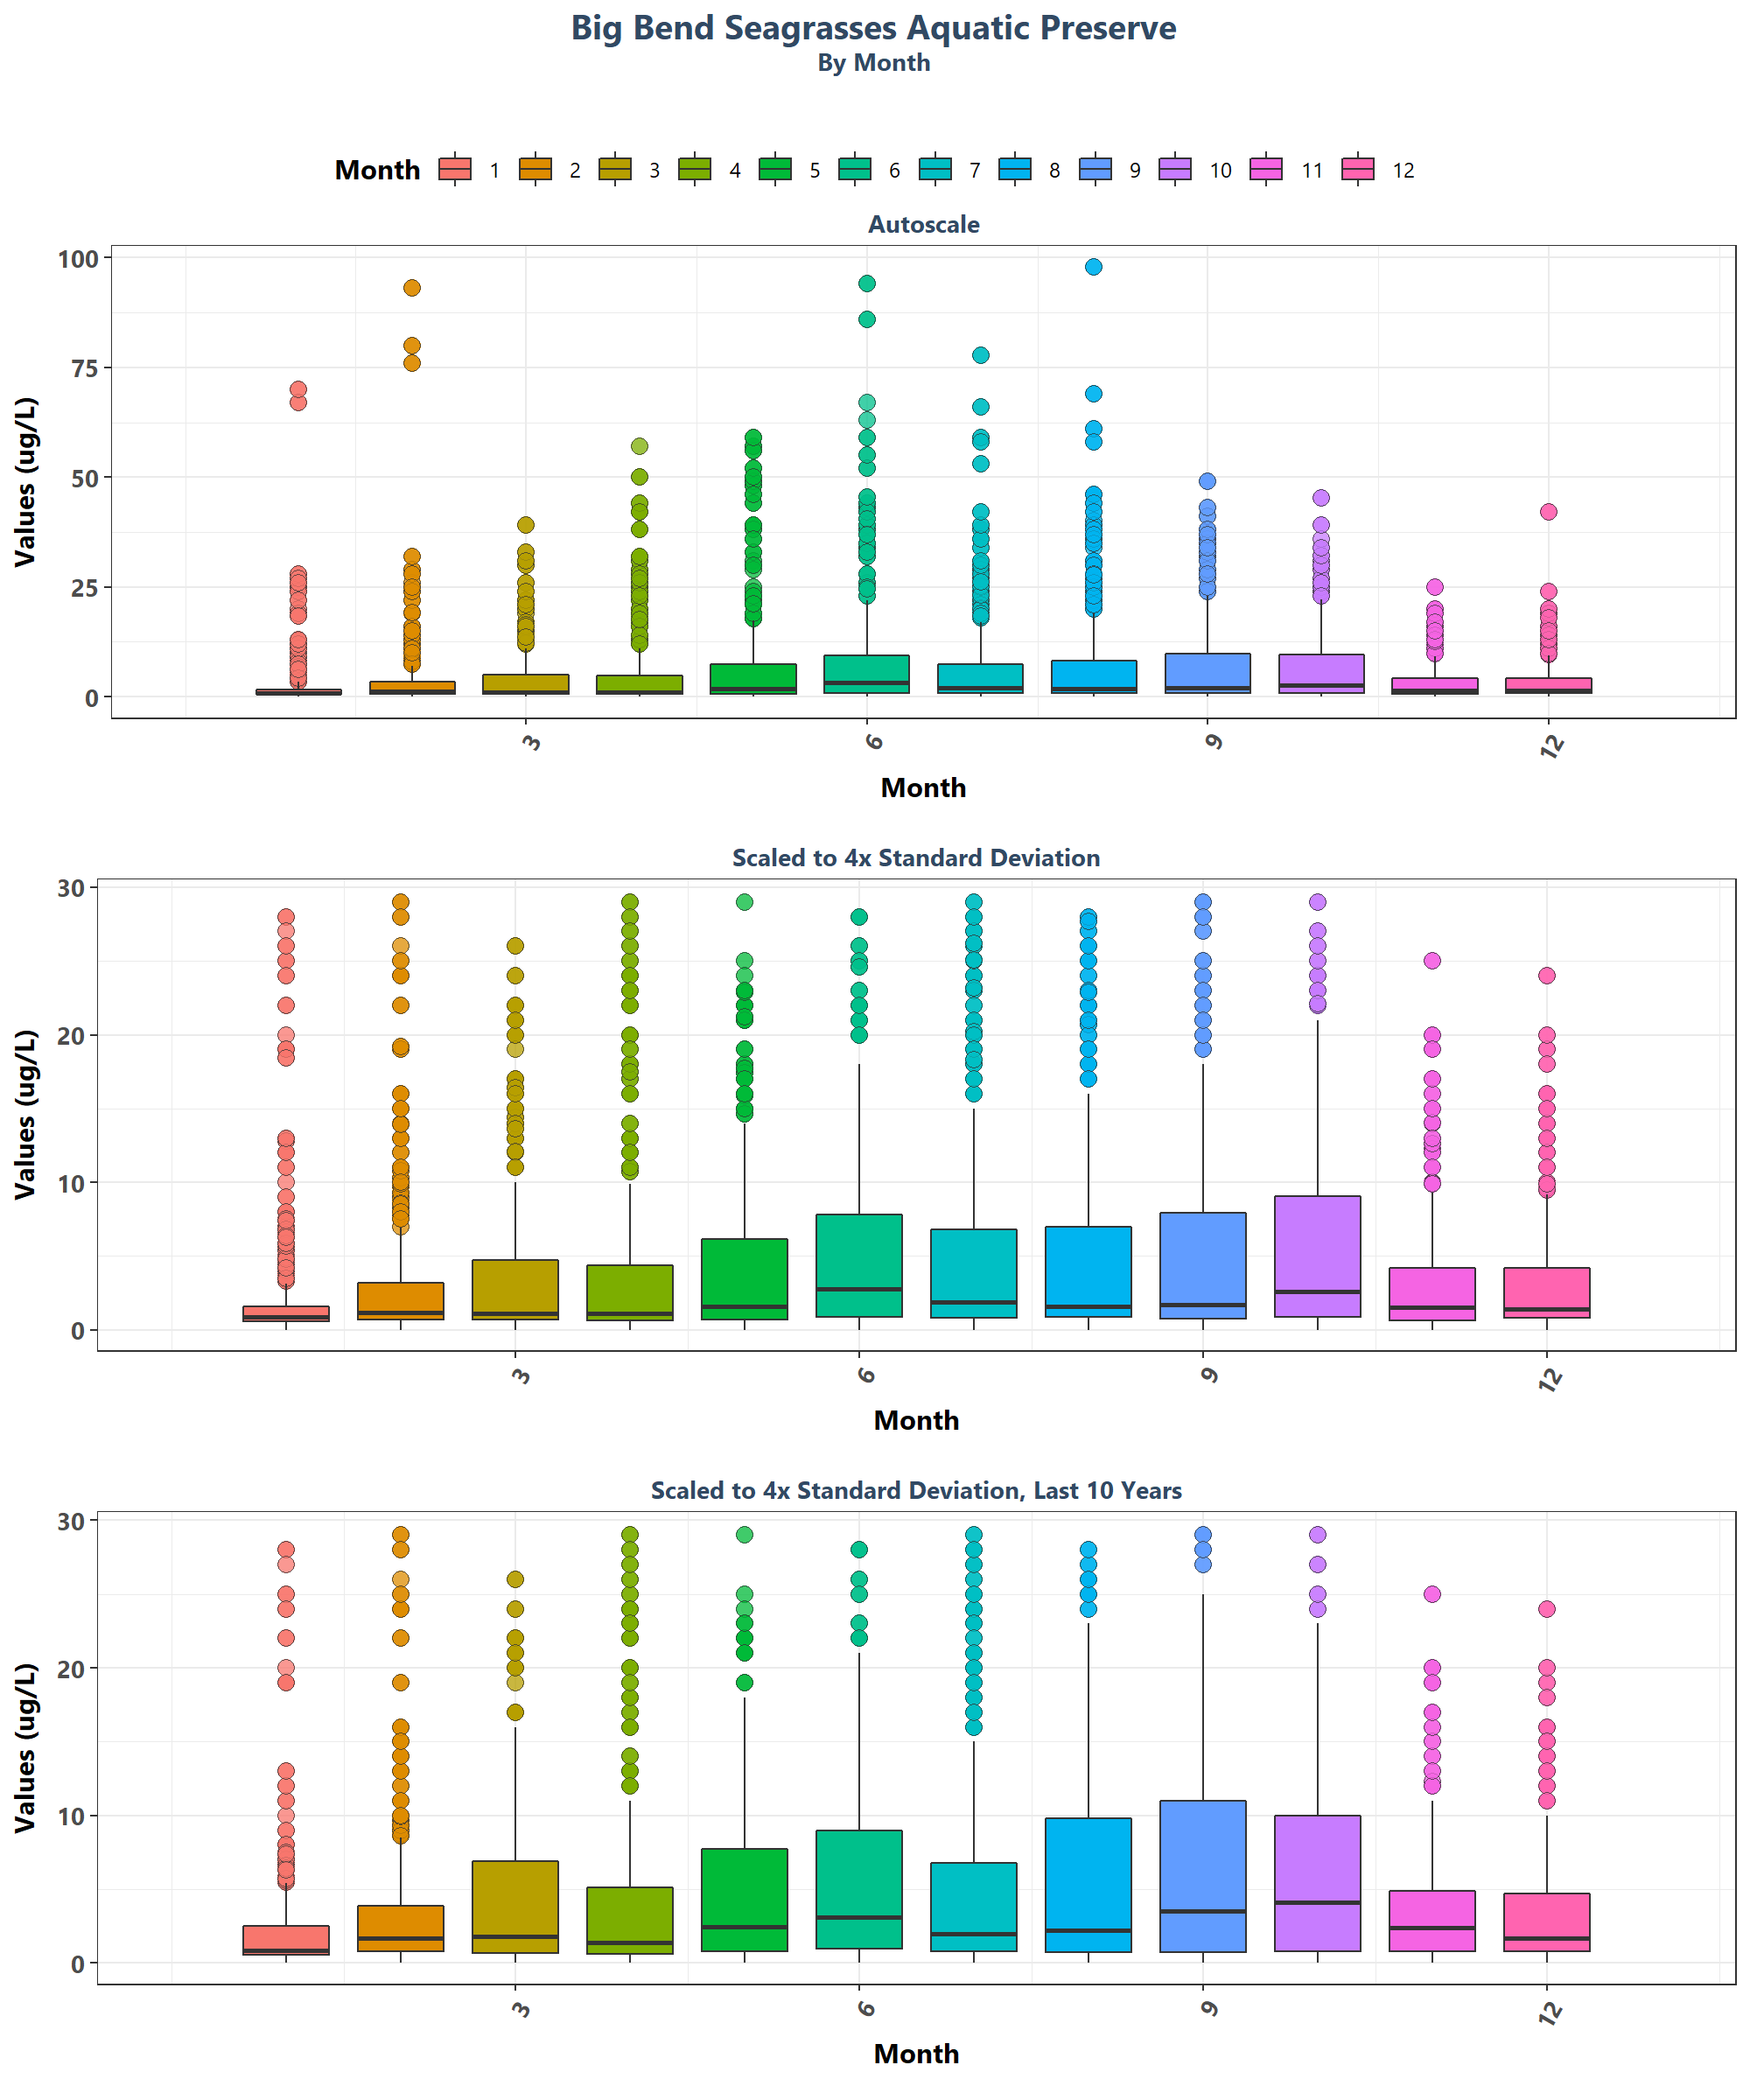 Big Bend Seagrasses Aquatic Preserve
By Month
Month 1 2 3 4 5 6 7 8 9 10 11 12
Autoscale
Values (ug/L)
100
75
50
25
0
3 6 9 12
Month
Scaled to 4x Standard Deviation
Values (ug/L)
30
20
10
0
3 6 9 12
Month
Scaled to 4x Standard Deviation, Last 10 Years
Values (ug/L)
30
20
10
0
3 6 9 12
Month